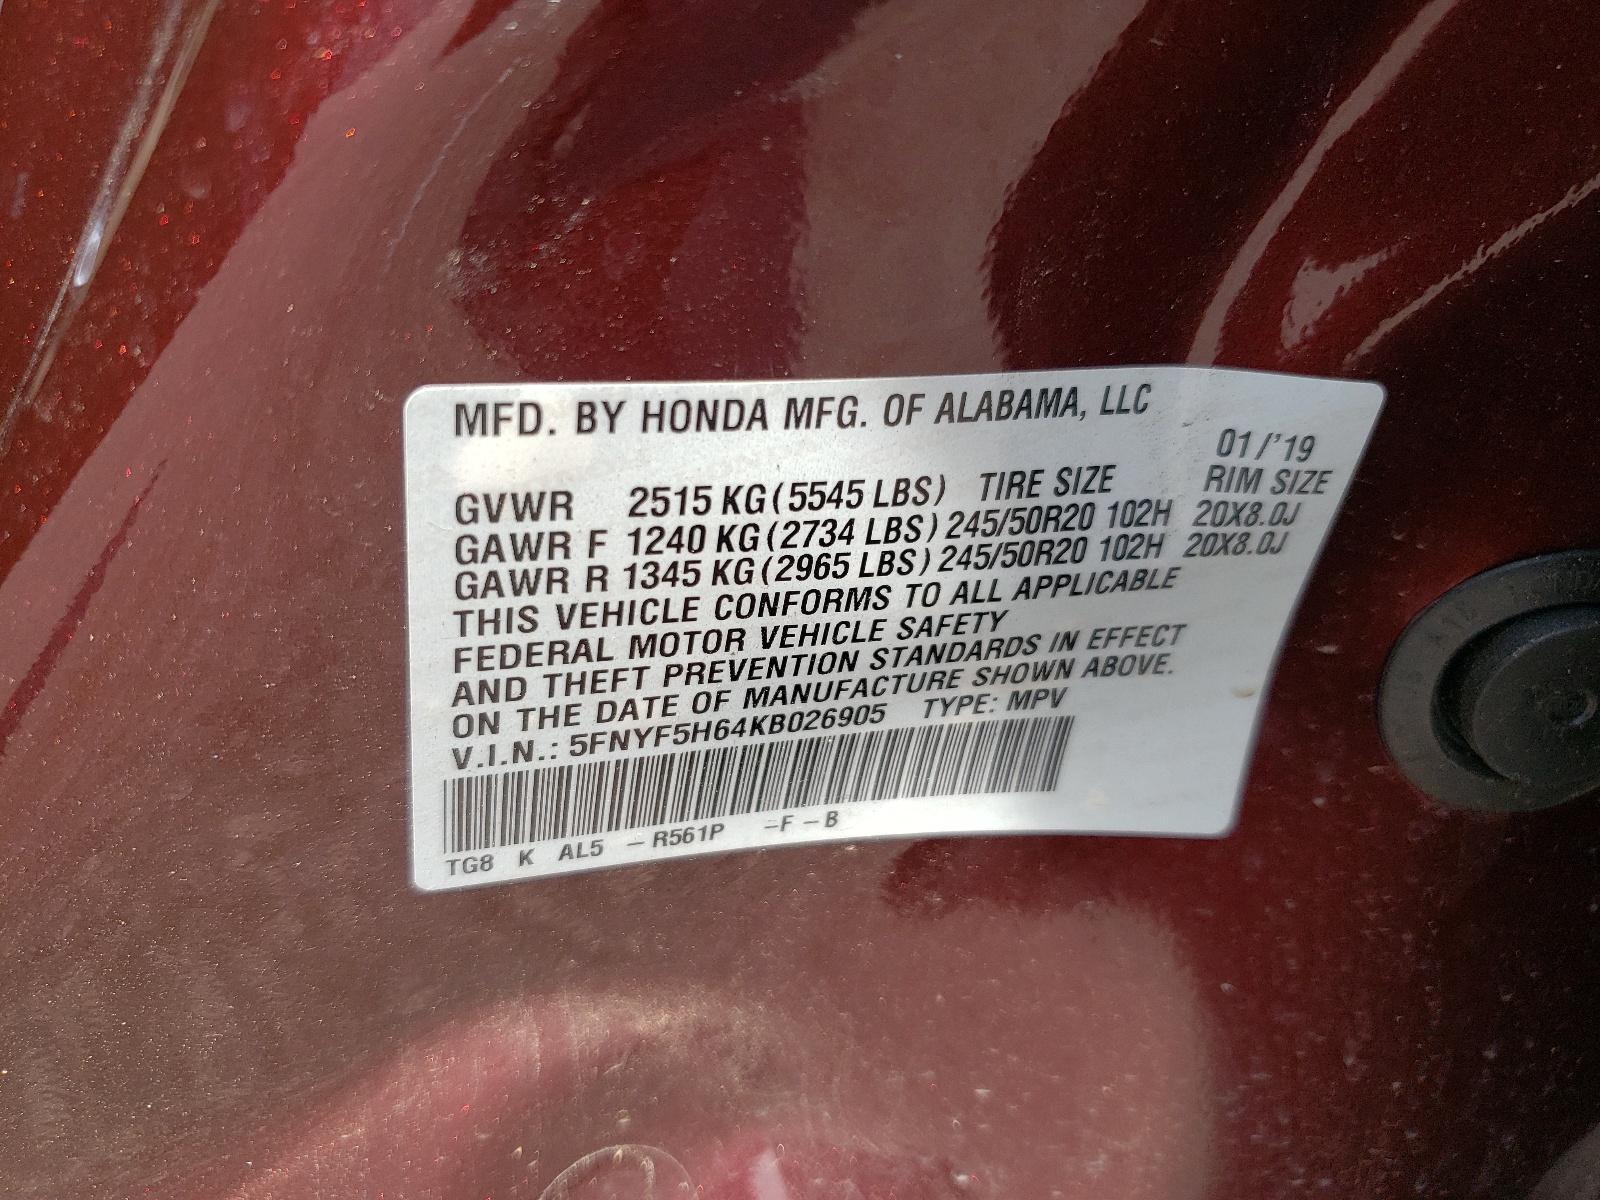 MFD. BY HONDA MFG. OF ALABAMA, LLC
01/'19
GVWR 2515 KG (5545 LBS) TIRE SIZE RIM SIZE
GAWR F 1240 KG (2734 LBS) 245/50R20 102H 20X8.0J
GAWR R 1345 KG (2965 LBS) 245/50R20 102H 20X8.0J
THIS VEHICLE CONFORMS TO ALL APPLICABLE
FEDERAL MOTOR VEHICLE SAFETY
AND THEFT PREVENTION STANDARDS IN EFFECT
ON THE DATE OF MANUFACTURE SHOWN ABOVE.
V.I.N.: 5FNYF5H64KB026905 TYPE: MPV
TG8 K AL5 – R561P –F – B